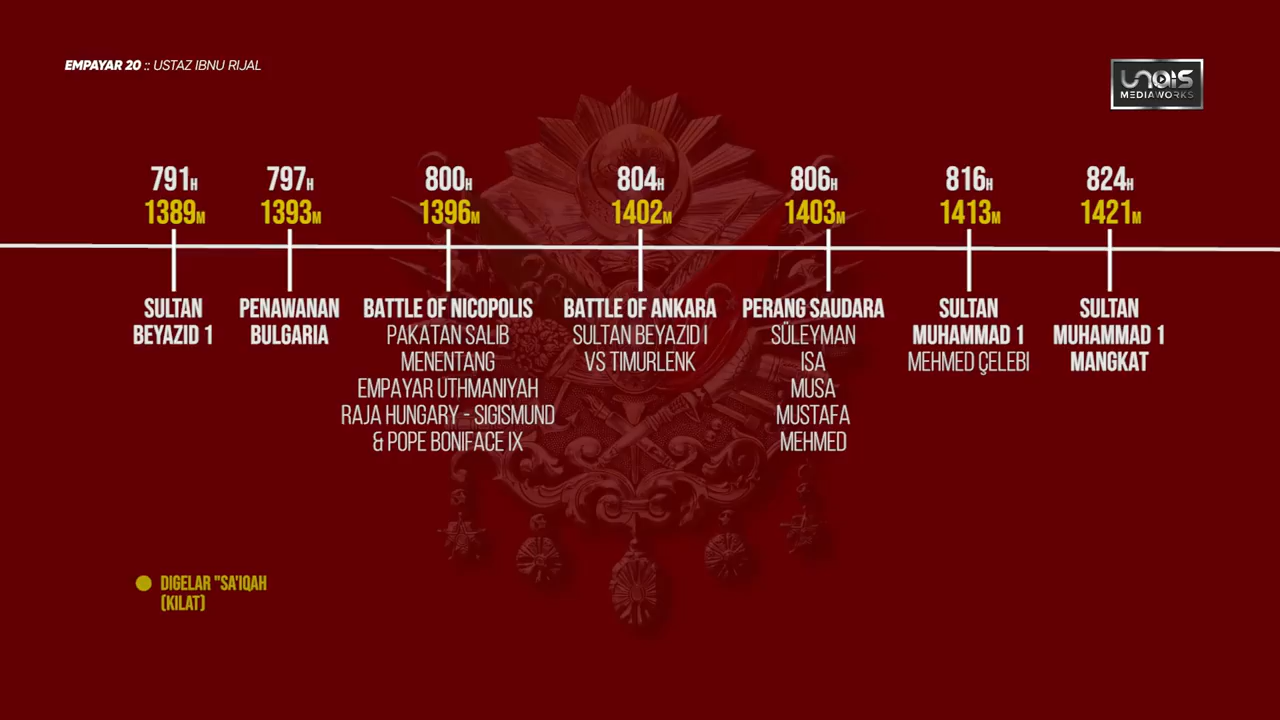 EMPAYAR 20 :: USTAZ IBNU RIJAL
UNAIS
MEDIAWORKS
791H
1389M
SULTAN
BEYAZID 1
797H
1393M
PENAWANAN
BULGARIA
800H
1396M
BATTLE OF NICOPOLIS
PAKATAN SALIB
MENENTANG
EMPAYAR UTHMANIYAH
RAJA HUNGARY - SIGISMUND
& POPE BONIFACE IX
804H
1402M
BATTLE OF ANKARA
SULTAN BEYAZID I
VS TIMURLENK
806H
1403M
PERANG SAUDARA
SÜLEYMAN
ISA
MUSA
MUSTAFA
MEHMED
816H
1413M
SULTAN
MUHAMMAD 1
MEHMED ÇELEBI
824H
1421M
SULTAN
MUHAMMAD 1
MANGKAT
DIGELAR "SA'IQAH
(KILAT)